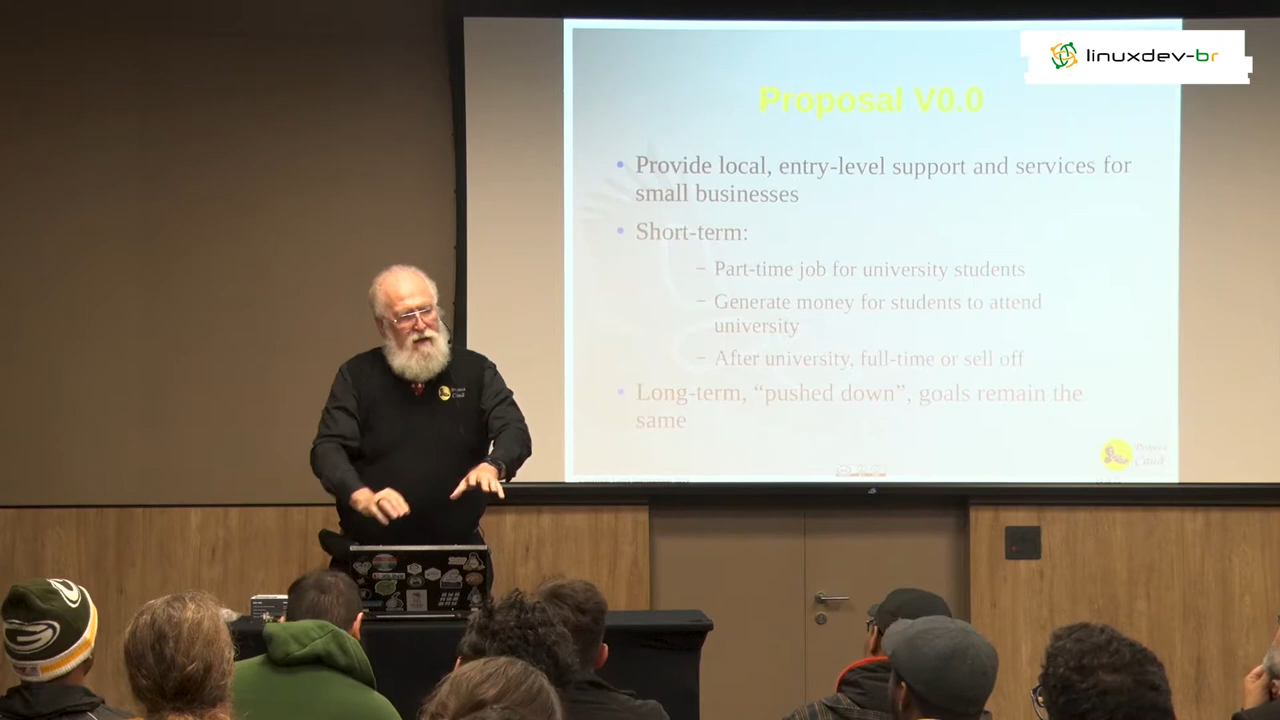 linuxdev-br
Proposal V0.0
• Provide local, entry-level support and services for
small businesses
• Short-term:
– Part-time job for university students
– Generate money for students to attend
university
– After university, full-time or sell off
• Long-term, “pushed down”, goals remain the
same
Project
Cauã